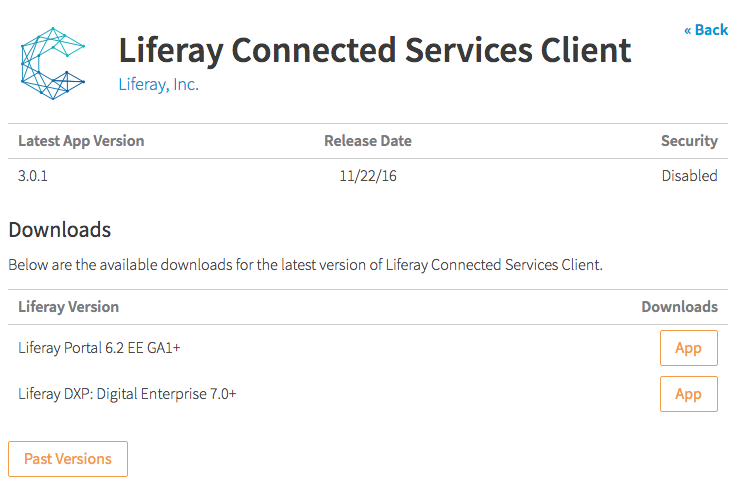 « Back
Liferay Connected Services Client
Liferay, Inc.
Latest App Version Release Date Security
3.0.1 11/22/16 Disabled
Downloads
Below are the available downloads for the latest version of Liferay Connected Services Client.
Liferay Version Downloads
Liferay Portal 6.2 EE GA1+ App
Liferay DXP: Digital Enterprise 7.0+ App
Past Versions